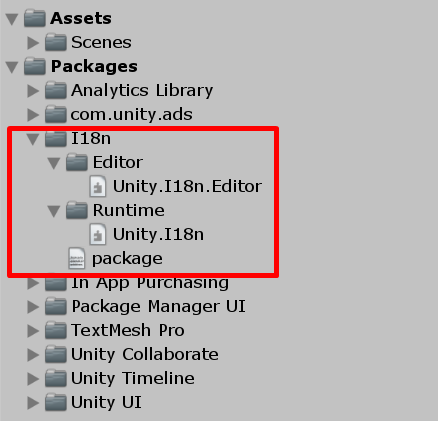 Assets
Scenes
Packages
Analytics Library
com.unity.ads
I18n
Editor
Unity.I18n.Editor
Runtime
Unity.I18n
package
In App Purchasing
Package Manager UI
TextMesh Pro
Unity Collaborate
Unity Timeline
Unity UI